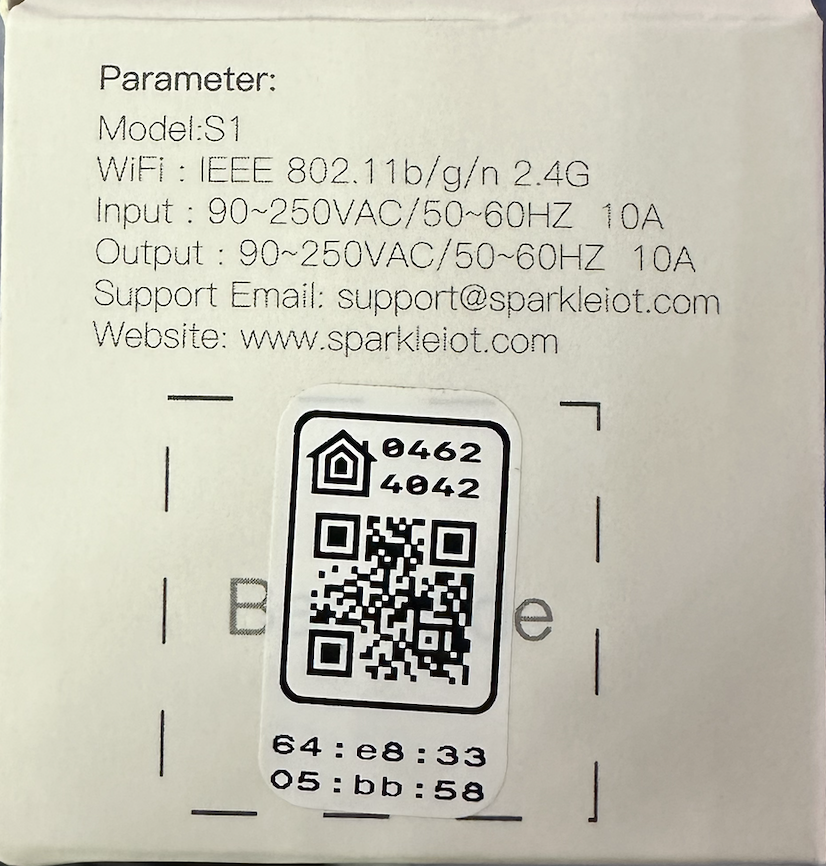 Parameter:
Model:S1
WiFi : IEEE 802.11b/g/n 2.4G
Input : 90~250VAC/50~60HZ 10A
Output : 90~250VAC/50~60HZ 10A
Support Email: support@sparkleiot.com
Website: www.sparkleiot.com
0462
4042
64:e8:33
05:bb:58